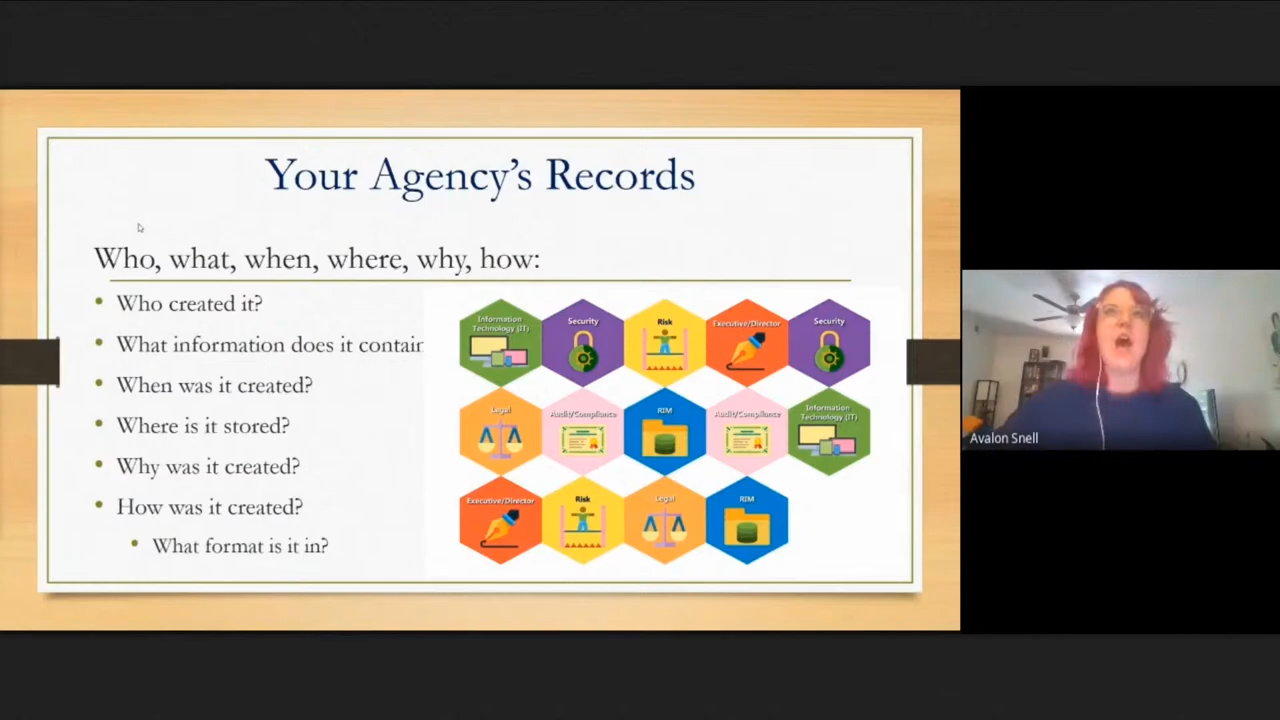 Your Agency's Records
Who, what, when, where, why, how:
Who created it?
What information does it contain
When was it created?
Where is it stored?
Why was it created?
How was it created?
What format is it in?
Information
Technology (IT)
Security
Risk
Executive/Director
Security
Legal
Audit/Compliance
RIM
Audit/Compliance
Information
Technology (IT)
Executive/Director
Risk
Legal
RIM
Avalon Snell